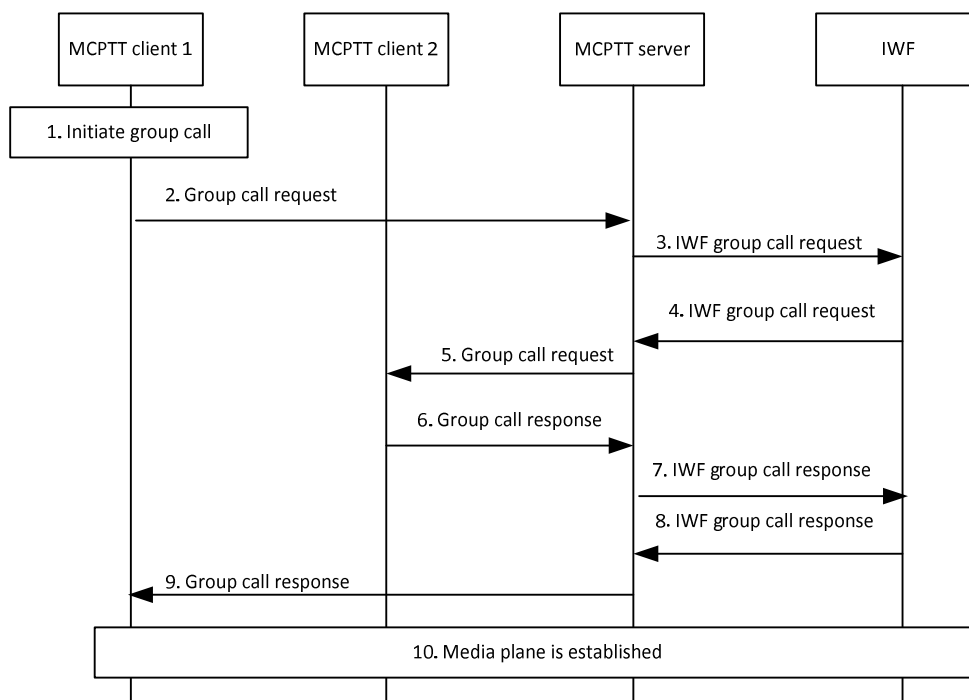 MCPTT client 1
MCPTT client 2
MCPTT server
IWF
1. Initiate group call
2. Group call request
3. IWF group call request
4. IWF group call request
5. Group call request
6. Group call response
7. IWF group call response
8. IWF group call response
9. Group call response
10. Media plane is established